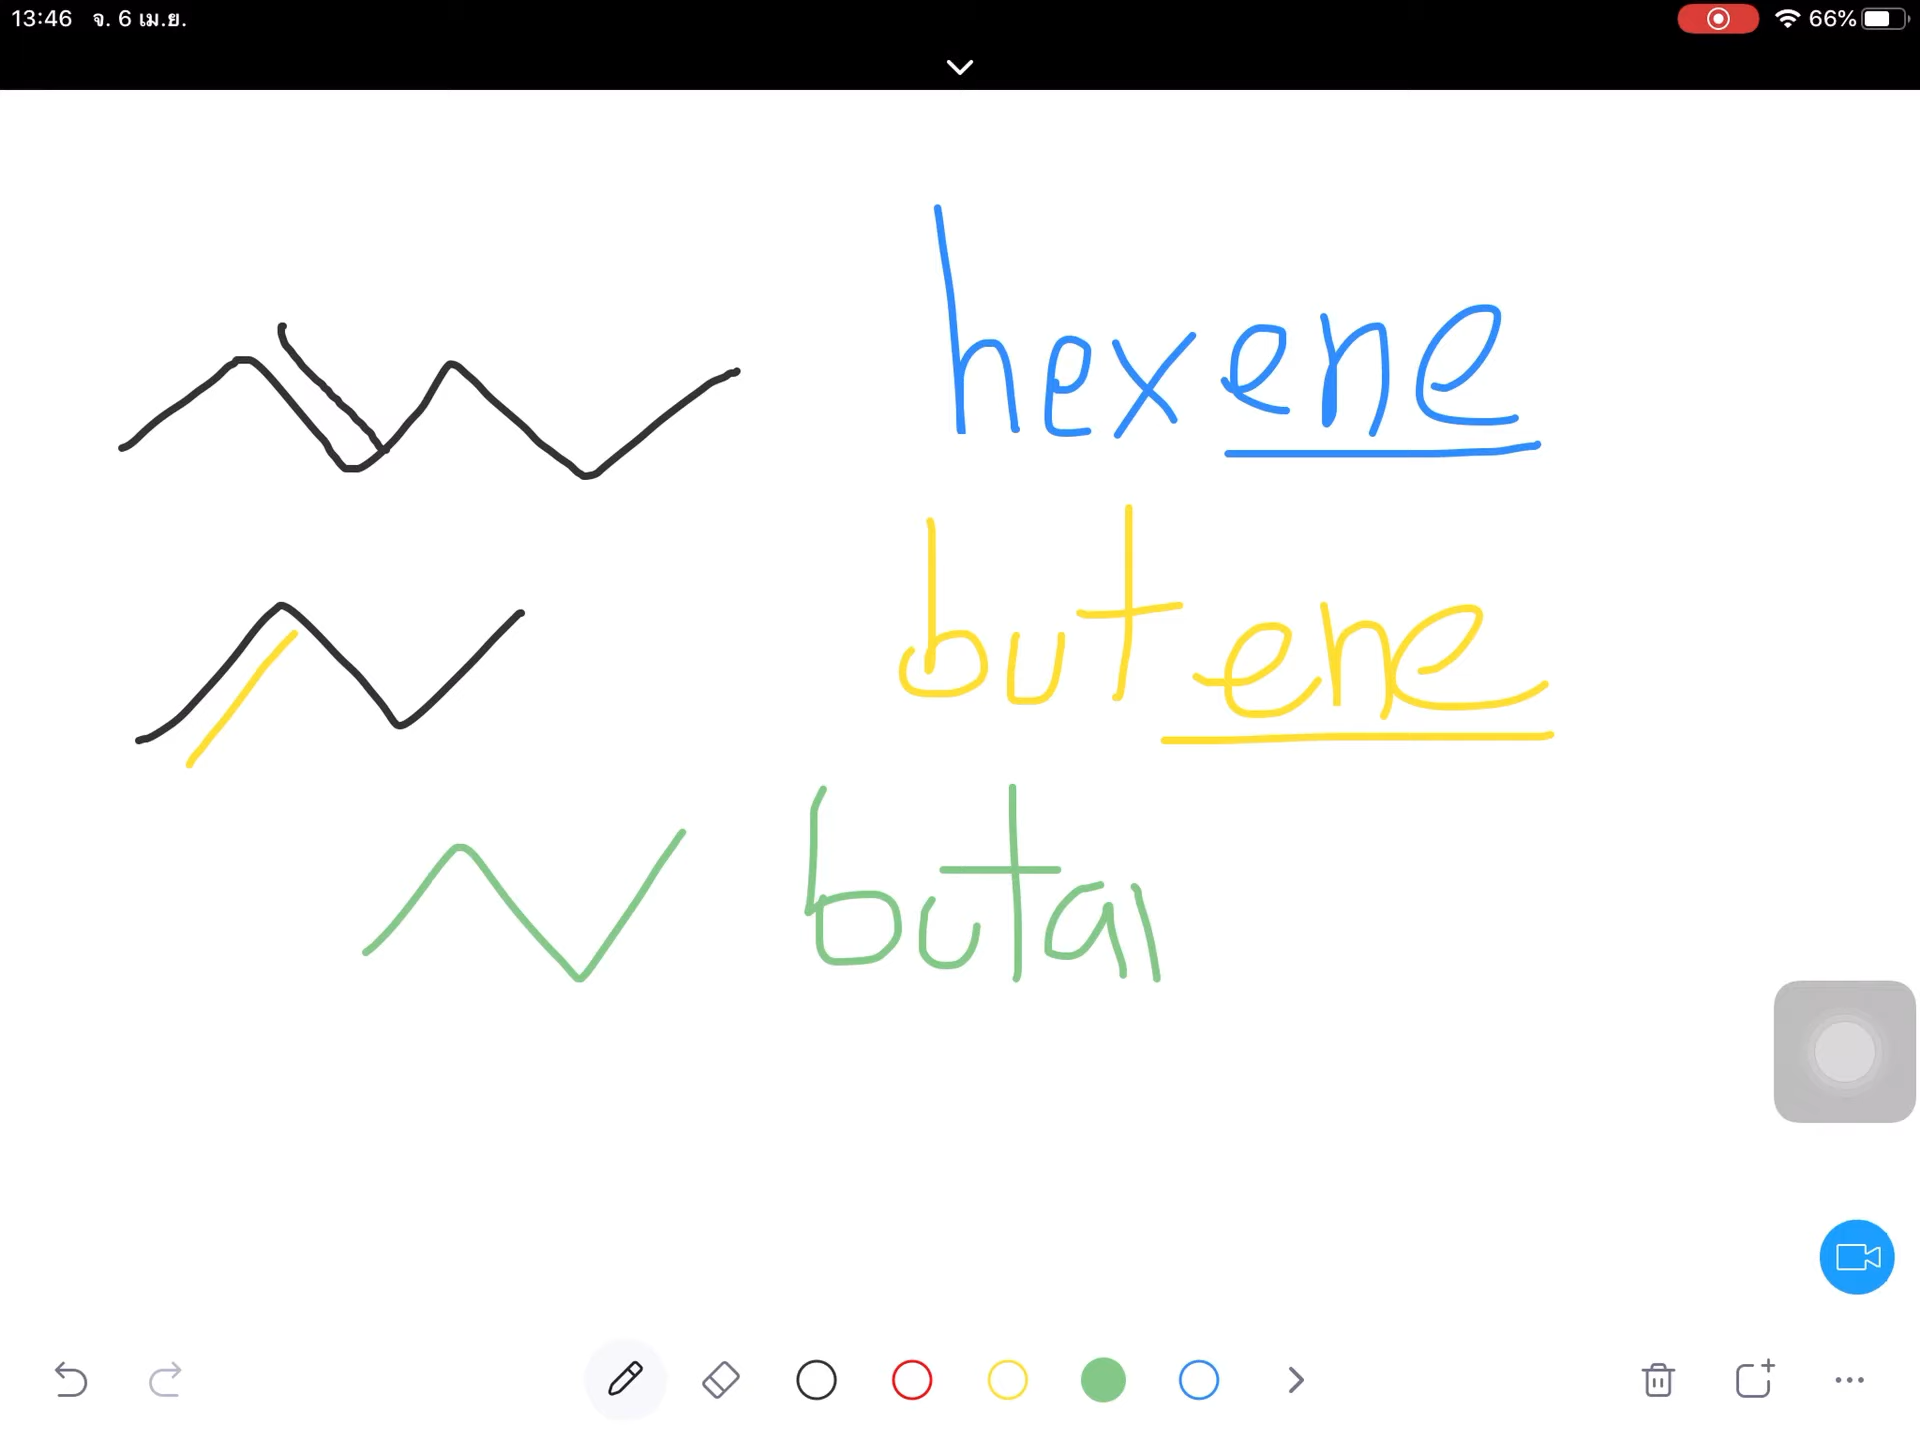 13:46 จ. 6 เม.ย. 66%
hexene
butene
butan